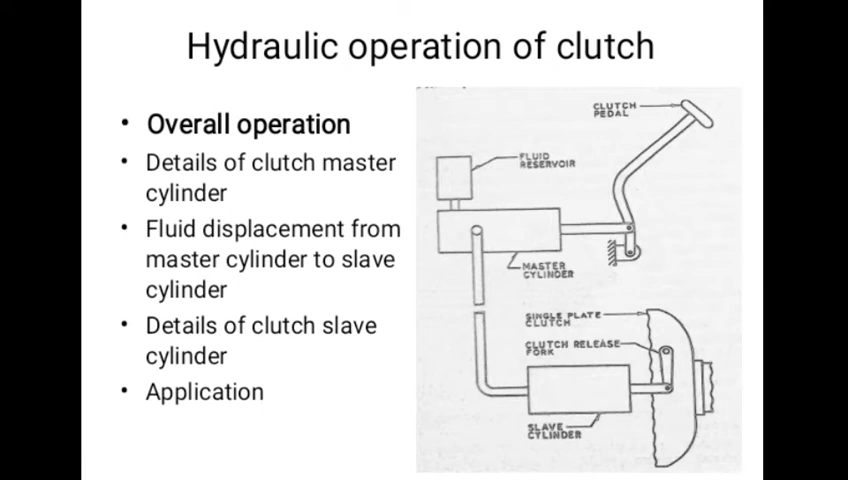 Hydraulic operation of clutch
• Overall operation
• Details of clutch master
cylinder
• Fluid displacement from
master cylinder to slave
cylinder
• Details of clutch slave
cylinder
• Application
CLUTCH
PEDAL
FLUID
RESERVOIR
MASTER
CYLINDER
SINGLE PLATE
CLUTCH
CLUTCH RELEASE
FORK
SLAVE
CYLINDER